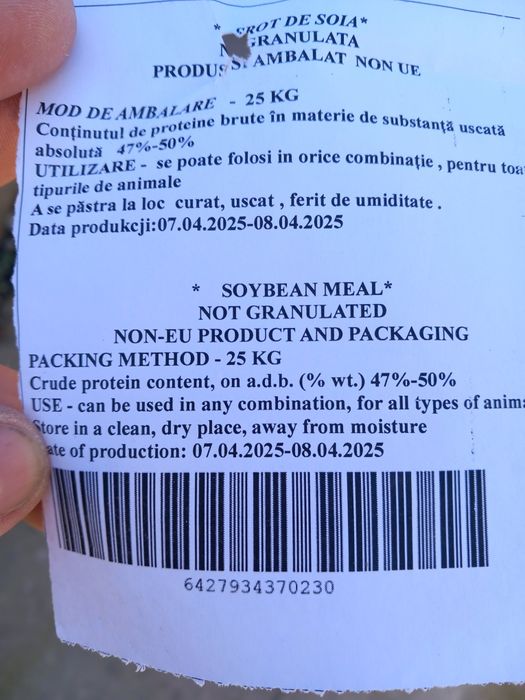 * ȘROT DE SOIA*
GRANULATA
PRODUS ȘI AMBALAT NON UE
MOD DE AMBALARE - 25 KG
Conținutul de proteine brute în materie de substanță uscată
absolută 47%-50%
UTILIZARE - se poate folosi in orice combinație , pentru
tipurile de animale
A se păstra la loc curat, uscat , ferit de umiditate .
Data produkcji:07.04.2025-08.04.2025
* SOYBEAN MEAL*
NOT GRANULATED
NON-EU PRODUCT AND PACKAGING
PACKING METHOD - 25 KG
Crude protein content, on a.d.b. (% wt.) 47%-50%
USE - can be used in any combination, for all types of
Store in a clean, dry place, away from moisture
ate of production: 07.04.2025-08.04.2025
6427934370230